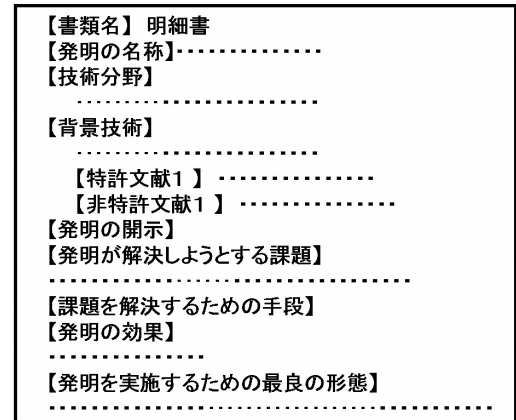 【書類名】 明細書
【発明の名称】・・・・・・・・・・・・・・
【技術分野】
・・・・・・・・・・・・・・・・・・・・・・・・
【背景技術】
・・・・・・・・・・・・・・・・・・・・・・・・
【特許文献1 】 ・・・・・・・・・・・・・・・
【非特許文献1 】 ・・・・・・・・・・・・・・・
【発明の開示】
【発明が解決しようとする課題】
・・・・・・・・・・・・・・・・・・・・・・・・・・・・・・・・・・・・
【課題を解決するための手段】
【発明の効果】
・・・・・・・・・・・・・・・
【発明を実施するための最良の形態】
・・・・・・・・・・・・・・・・・・・・・・・・・・・・・・・・・・・・・・・・・・・・・・